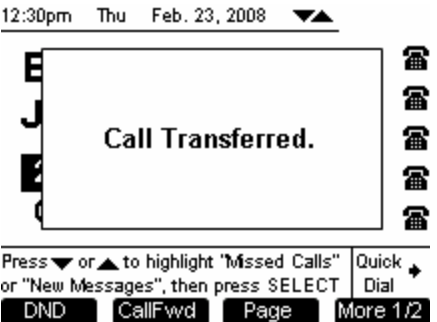 12:30pm Thu Feb. 23, 2008
Call Transferred.
Press ▼ or ▲ to highlight "Missed Calls"
or "New Messages", then press SELECT
Quick
Dial
DND CallFwd Page More 1/2